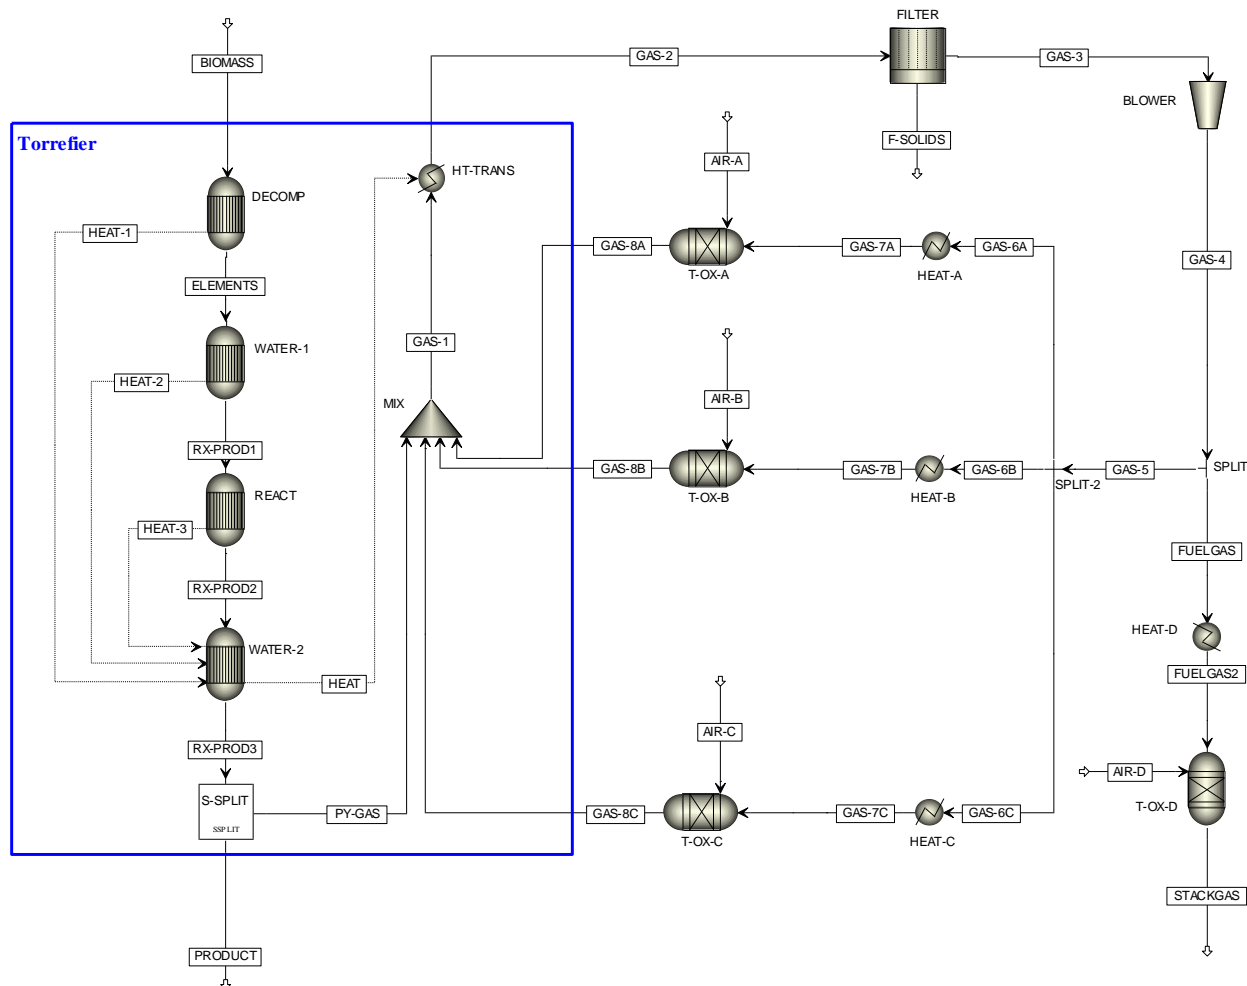 FILTER
GAS-2
GAS-3
BIOMASS
BLOWER
Torrefier
F-SOLIDS
AIR-A
HT-TRANS
DECOMP
HEAT-1
GAS-8A
GAS-7A
GAS-6A
GAS-4
T-OX-A
HEAT-A
ELEMENTS
GAS-1
WATER-1
HEAT-2
AIR-B
MIX
RX-PROD1
GAS-8B
GAS-7B
GAS-6B
GAS-5
SPLIT
SPLIT-2
T-OX-B
HEAT-B
REACT
HEAT-3
FUELGAS
RX-PROD2
HEAT-D
WATER-2
FUELGAS2
HEAT
AIR-C
RX-PROD3
AIR-D
S-SPLIT
SSPLIT
PY-GAS
GAS-8C
GAS-7C
GAS-6C
T-OX-D
T-OX-C
HEAT-C
STACKGAS
PRODUCT